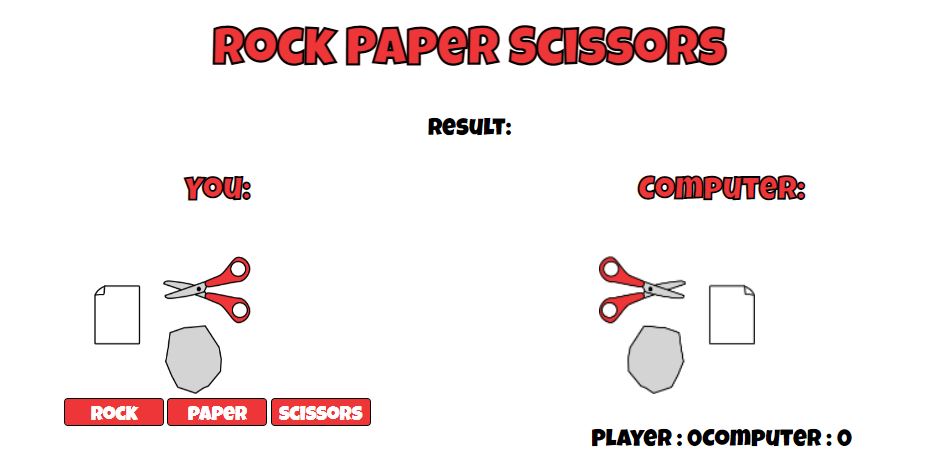 Rock Paper Scissors
Result:
You:
Computer:
Rock
Paper
Scissors
Player : 0Computer : 0